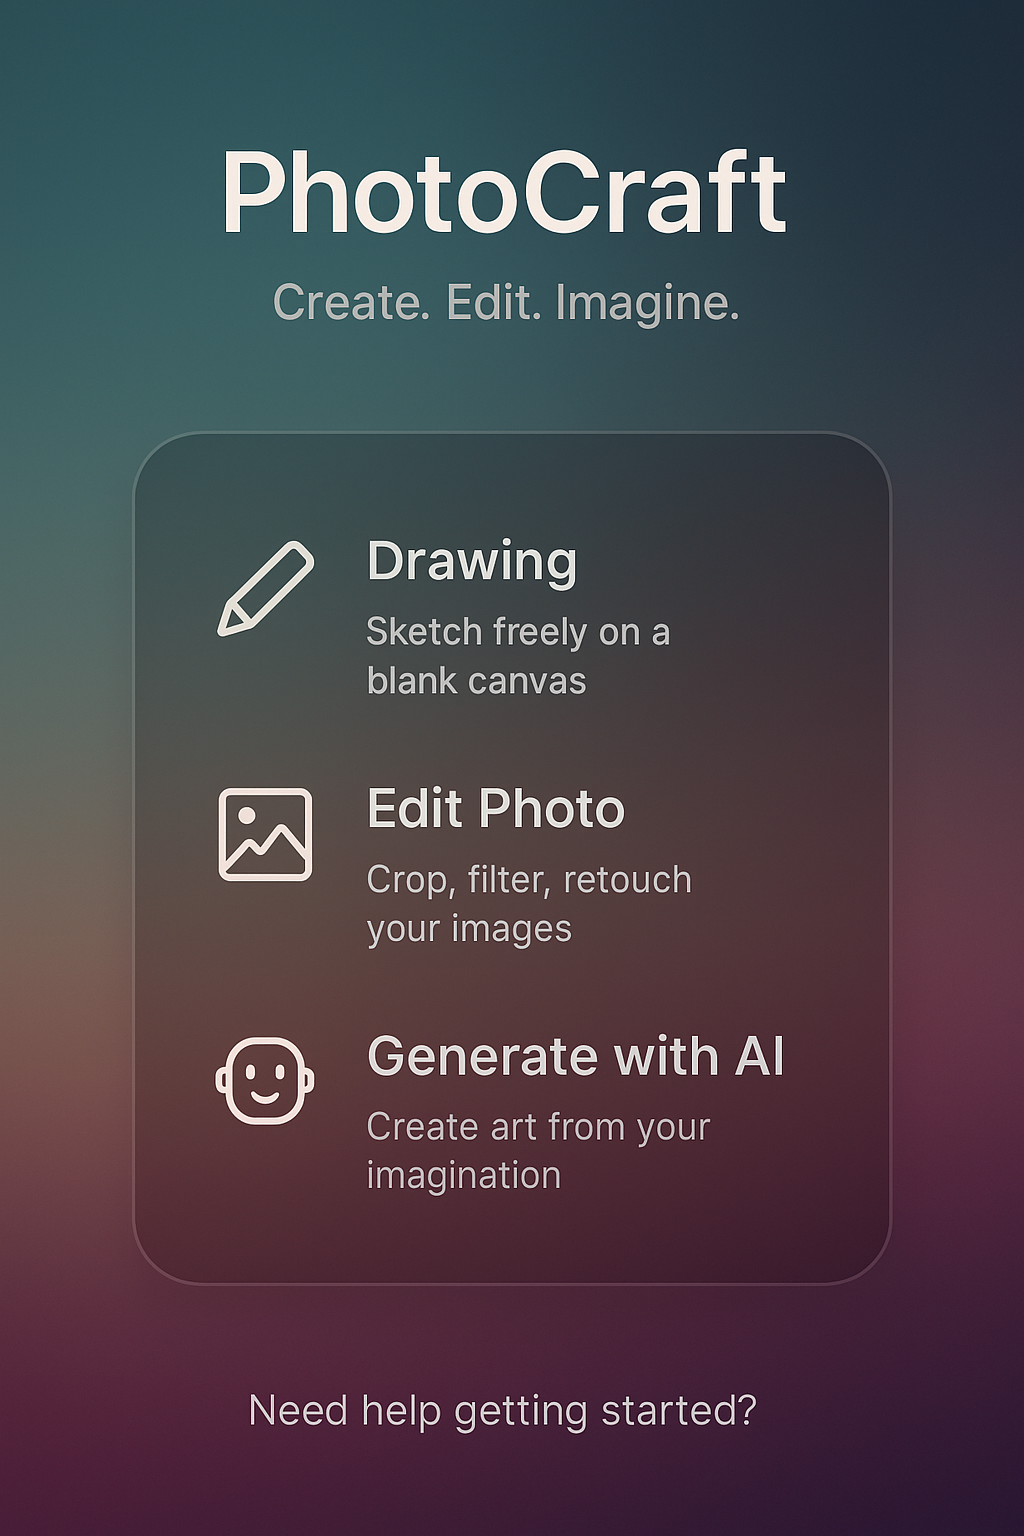 PhotoCraft
Create. Edit. Imagine.
Drawing
Sketch freely on a
blank canvas
Edit Photo
Crop, filter, retouch
your images
Generate with AI
Create art from your
imagination
Need help getting started?